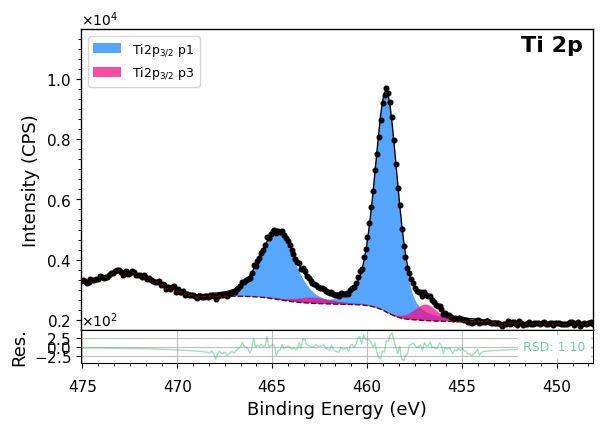 ×10⁴
Ti 2p
Ti2p₃/₂ p1
Ti2p₃/₂ p3
1.0
0.8
0.6
0.4
0.2
Intensity (CPS)
×10²
2.5
0.0
−2.5
Res.
RSD: 1.10
475 470 465 460 455 450
Binding Energy (eV)